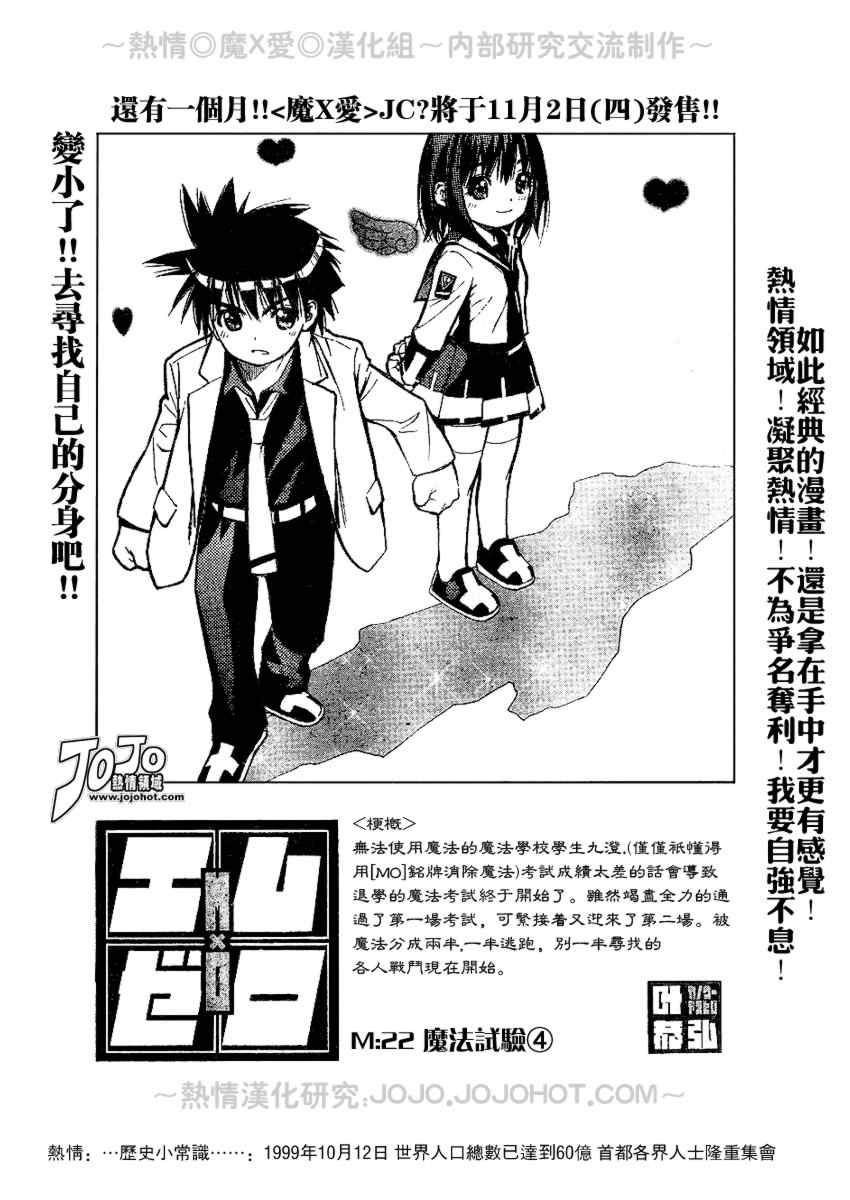 ～熱情◎魔X愛◎漢化組～内部研究交流制作～
還有一個月!!<魔X愛>JC?將于11月2日(四)發售!!
變小了!!去尋找自己的分身吧!!
如此經典的漫畫！還是拿在手中才更有感覺！
熱情領域！凝聚熱情！不為爭名奪利！我要自強不息！
JOJO
熱情領域
www.jojohot.com
エム
M×0
ゼロ
<梗概>
無法使用魔法的魔法學校學生九澄,(僅僅衹懂得
用[MO]銘牌消除魔法)考試成績太差的話會導致
退學的魔法考試終于開始了。雖然竭盡全力的通
過了第一場考試，可緊接着又迎來了第二場。被
魔法分成兩半,一半逃跑，別一半尋找的
各人戰鬥現在開始。
叶恭弘
M:22 魔法試驗④
～熱情漢化研究:JOJO.JOJOHOT.COM～
熱情：…歷史小常識……：1999年10月12日 世界人口總數已達到60億 首都各界人士隆重集會